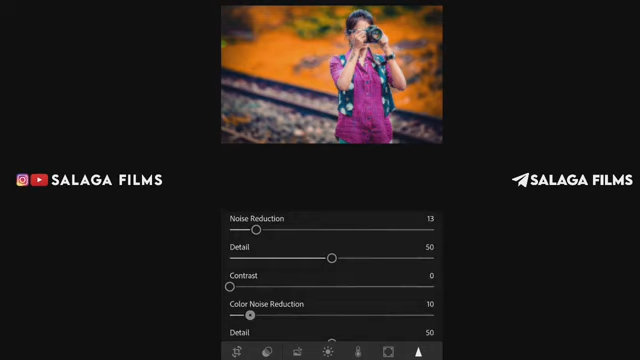 SALAGA FILMS
SALAGA FILMS
Noise Reduction 13
Detail 50
Contrast 0
Color Noise Reduction 10
Detail 50